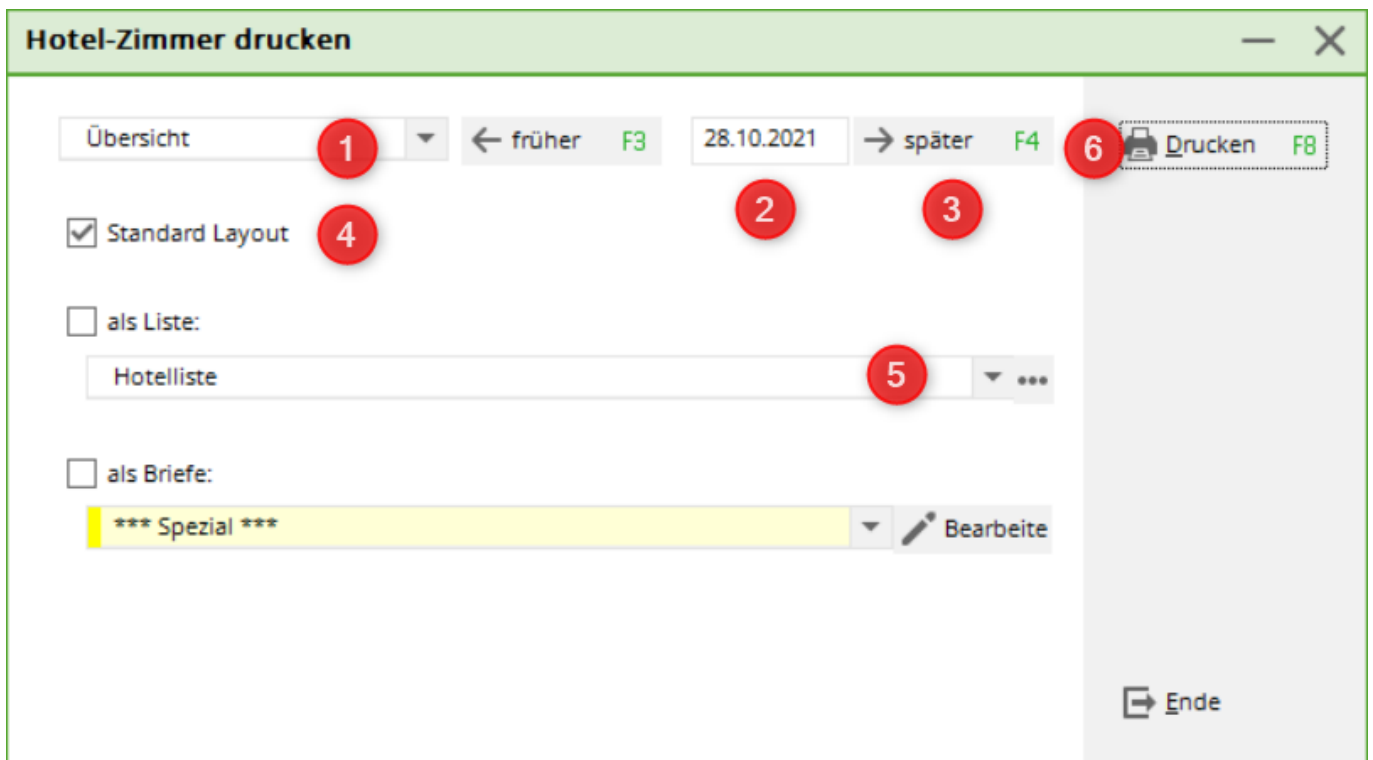 Hotel-Zimmer drucken
Übersicht 1 ← früher F3 28.10.2021 → später F4 6 Drucken F8
2 3
Standard Layout 4
als Liste:
Hotelliste 5 •••
als Briefe:
*** Spezial *** Bearbeite
Ende